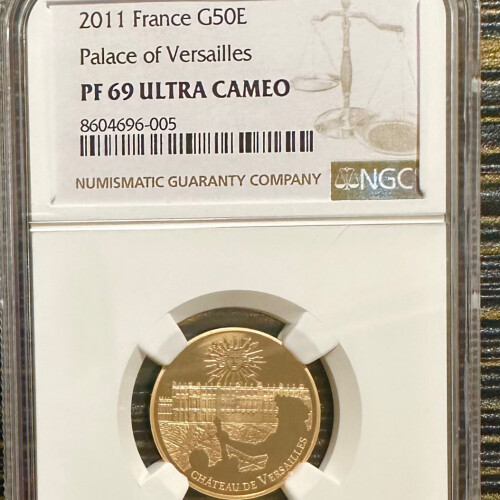 2011 France G50E
Palace of Versailles
PF 69 ULTRA CAMEO
8604696-005
NUMISMATIC GUARANTY COMPANY
NGC
CHÂTEAU DE VERSAILLES